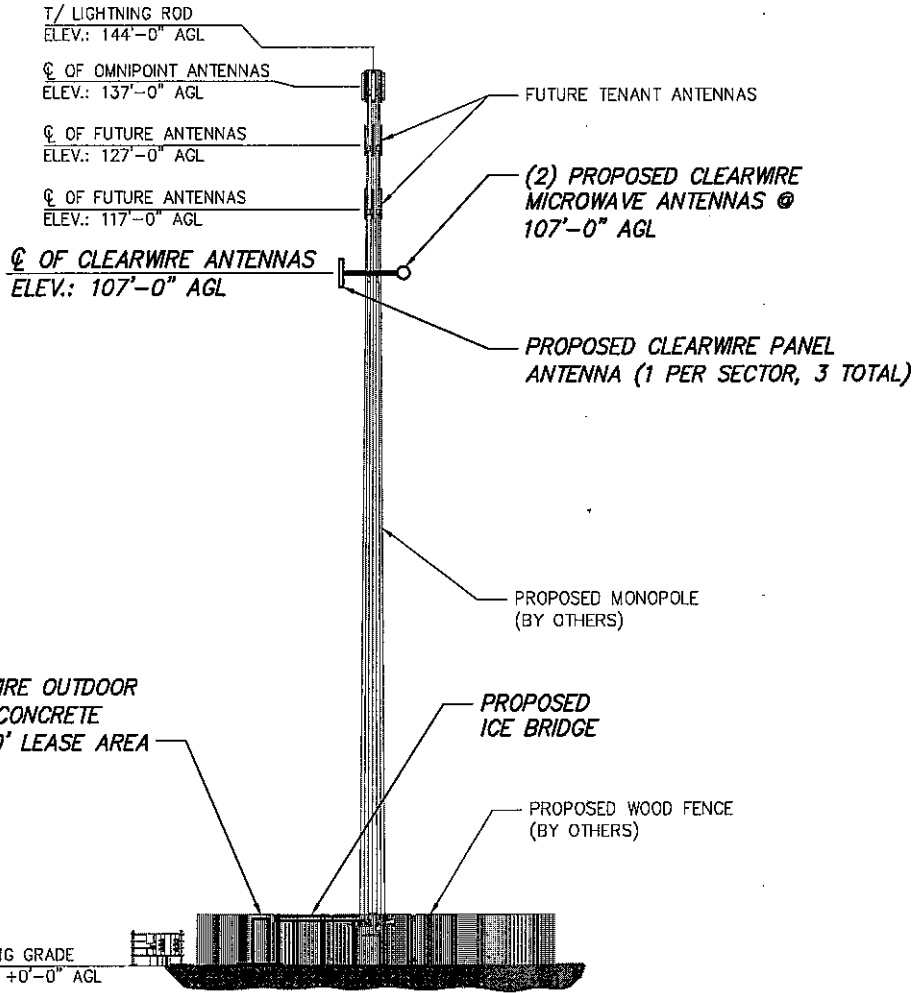 T/ LIGHTNING ROD
ELEV.: 144'-0" AGL
℄ OF OMNIPOINT ANTENNAS
ELEV.: 137'-0" AGL
℄ OF FUTURE ANTENNAS
ELEV.: 127'-0" AGL
℄ OF FUTURE ANTENNAS
ELEV.: 117'-0" AGL
℄ OF CLEARWIRE ANTENNAS
ELEV.: 107'-0" AGL
FUTURE TENANT ANTENNAS
(2) PROPOSED CLEARWIRE
MICROWAVE ANTENNAS @
107'-0" AGL
PROPOSED CLEARWIRE PANEL
ANTENNA (1 PER SECTOR, 3 TOTAL)
PROPOSED MONOPOLE
(BY OTHERS)
IRE OUTDOOR
CONCRETE
' LEASE AREA
PROPOSED
ICE BRIDGE
PROPOSED WOOD FENCE
(BY OTHERS)
GRADE
+0'-0" AGL